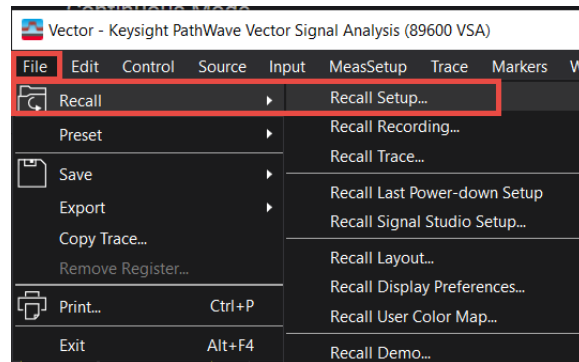 Vector - Keysight PathWave Vector Signal Analysis (89600 VSA)
File Edit Control Source Input MeasSetup Trace Markers
Recall
Preset
Save
Export
Copy Trace...
Remove Register...
Print... Ctrl+P
Exit Alt+F4
Recall Setup...
Recall Recording...
Recall Trace...
Recall Last Power-down Setup
Recall Signal Studio Setup...
Recall Layout...
Recall Display Preferences...
Recall User Color Map...
Recall Demo...